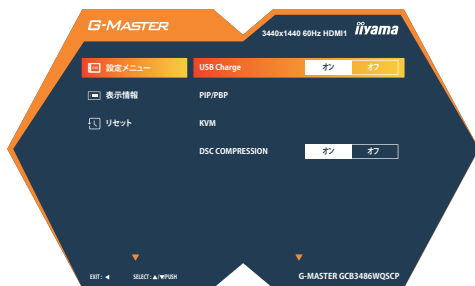 G-MASTER
3440x1440 60Hz HDMI1 iiyama
設定メニュー
USB Charge オン オフ
表示情報
PIP/PBP
リセット
KVM
DSC COMPRESSION オン オフ
EXIT : ◀ SELECT : ▲/▼PUSH
G-MASTER GCB3486WQSCP